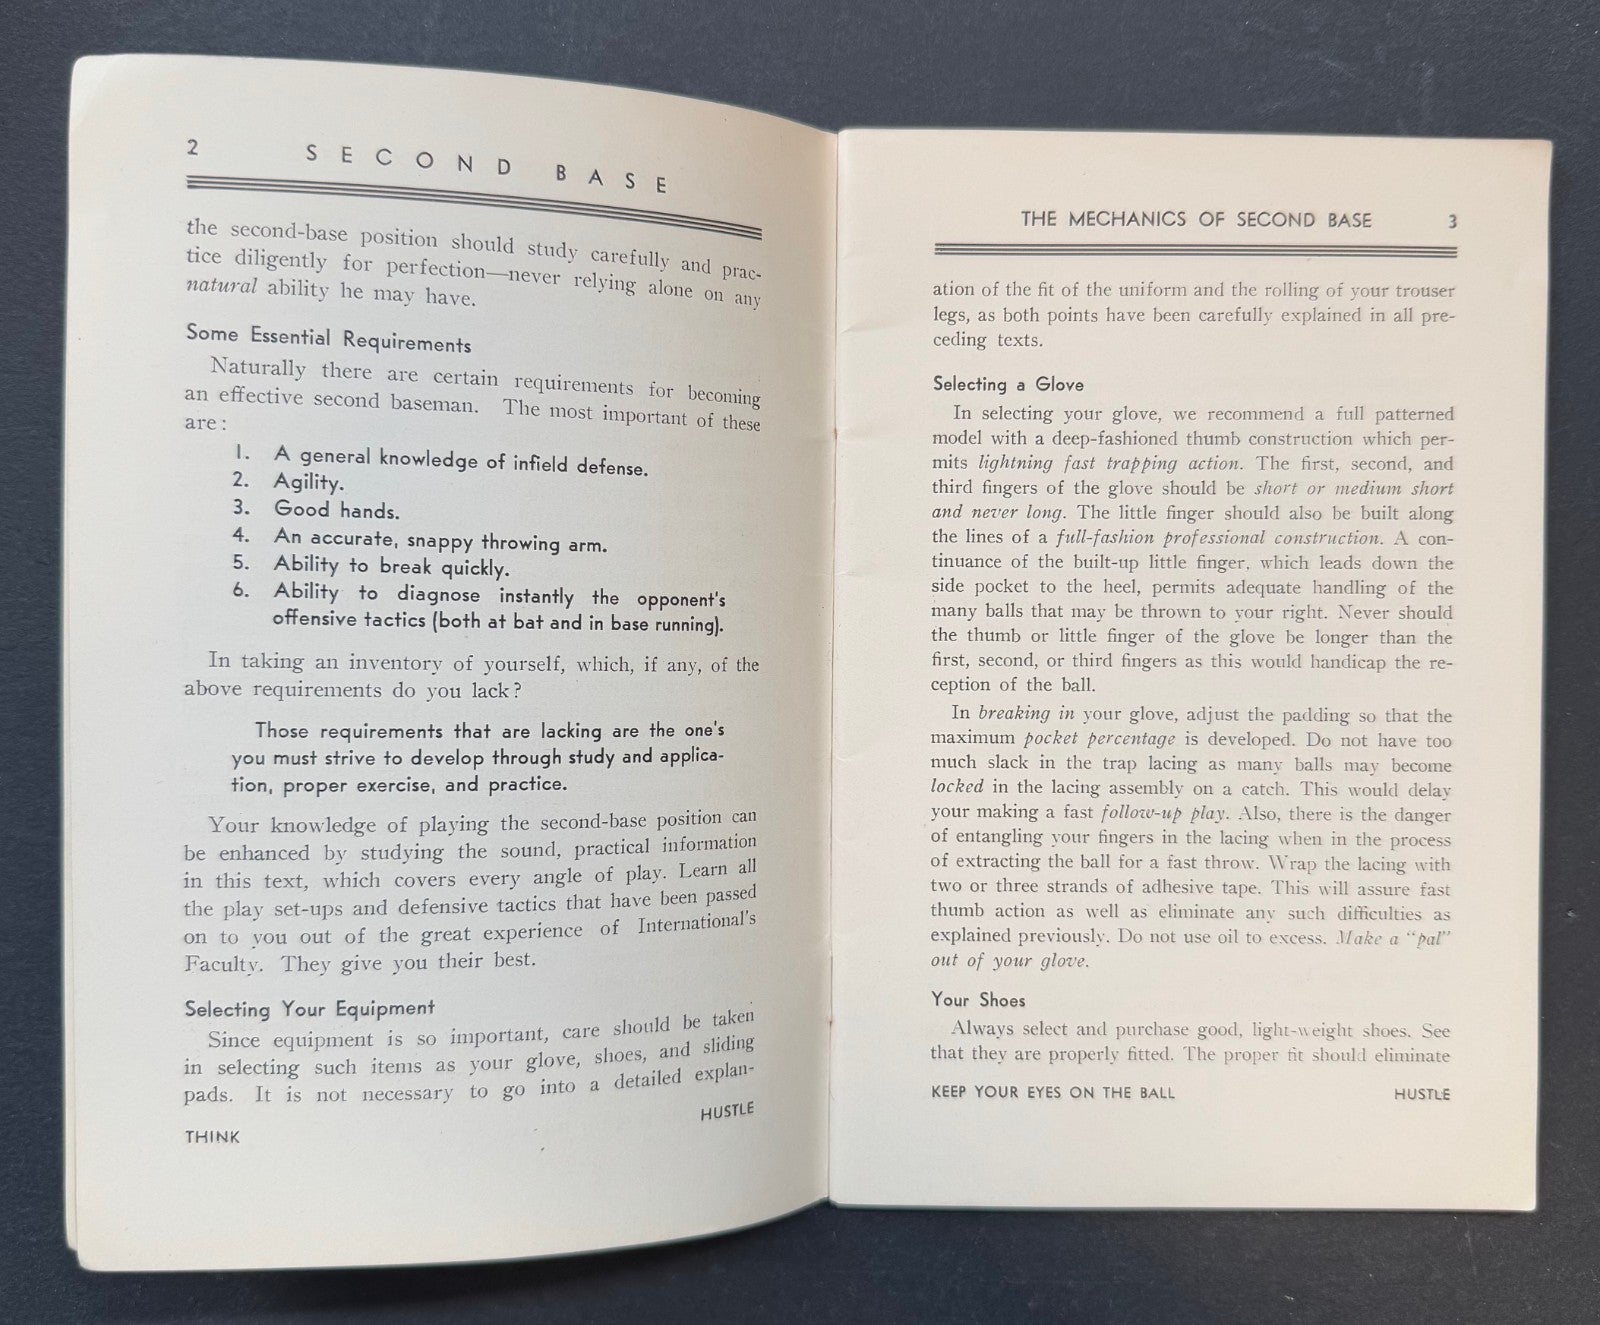 2 SECOND BASE
the second-base position should study carefully and prac-
tice diligently for perfection—never relying alone on any
natural ability he may have.
Some Essential Requirements
Naturally there are certain requirements for becoming
an effective second baseman. The most important of these
are:
1. A general knowledge of infield defense.
2. Agility.
3. Good hands.
4. An accurate, snappy throwing arm.
5. Ability to break quickly.
6. Ability to diagnose instantly the opponent's
offensive tactics (both at bat and in base running).
In taking an inventory of yourself, which, if any, of the
above requirements do you lack?
Those requirements that are lacking are the one's
you must strive to develop through study and applica-
tion, proper exercise, and practice.
Your knowledge of playing the second-base position can
be enhanced by studying the sound, practical information
in this text, which covers every angle of play. Learn all
the play set-ups and defensive tactics that have been passed
on to you out of the great experience of International's
Faculty. They give you their best.
Selecting Your Equipment
Since equipment is so important, care should be taken
in selecting such items as your glove, shoes, and sliding
pads. It is not necessary to go into a detailed explan-
THINK HUSTLE
THE MECHANICS OF SECOND BASE 3
ation of the fit of the uniform and the rolling of your trouser
legs, as both points have been carefully explained in all pre-
ceding texts.
Selecting a Glove
In selecting your glove, we recommend a full patterned
model with a deep-fashioned thumb construction which per-
mits lightning fast trapping action. The first, second, and
third fingers of the glove should be short or medium short
and never long. The little finger should also be built along
the lines of a full-fashion professional construction. A con-
tinuance of the built-up little finger, which leads down the
side pocket to the heel, permits adequate handling of the
many balls that may be thrown to your right. Never should
the thumb or little finger of the glove be longer than the
first, second, or third fingers as this would handicap the re-
ception of the ball.
In breaking in your glove, adjust the padding so that the
maximum pocket percentage is developed. Do not have too
much slack in the trap lacing as many balls may become
locked in the lacing assembly on a catch. This would delay
your making a fast follow-up play. Also, there is the danger
of entangling your fingers in the lacing when in the process
of extracting the ball for a fast throw. Wrap the lacing with
two or three strands of adhesive tape. This will assure fast
thumb action as well as eliminate any such difficulties as
explained previously. Do not use oil to excess. Make a "pal"
out of your glove.
Your Shoes
Always select and purchase good, light-weight shoes. See
that they are properly fitted. The proper fit should eliminate
KEEP YOUR EYES ON THE BALL HUSTLE